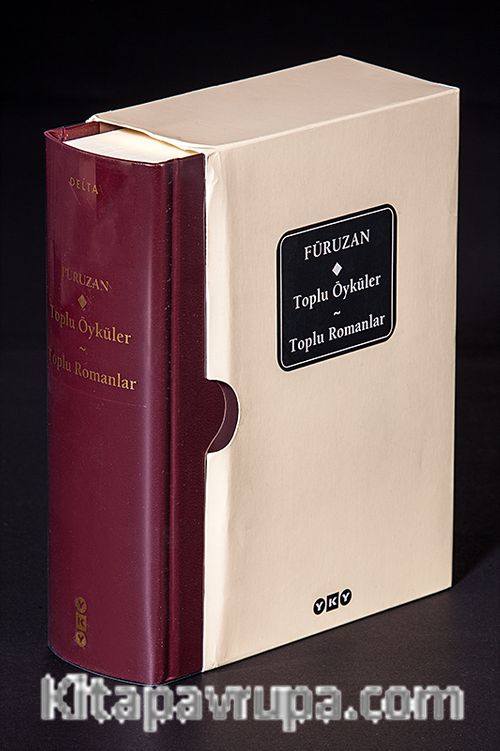 DELTA
FÜRUZAN
Toplu Öyküler
~
Toplu Romanlar
YKY
FÜRUZAN
Toplu Öyküler
~
Toplu Romanlar
YKY
kitapavrupa.com